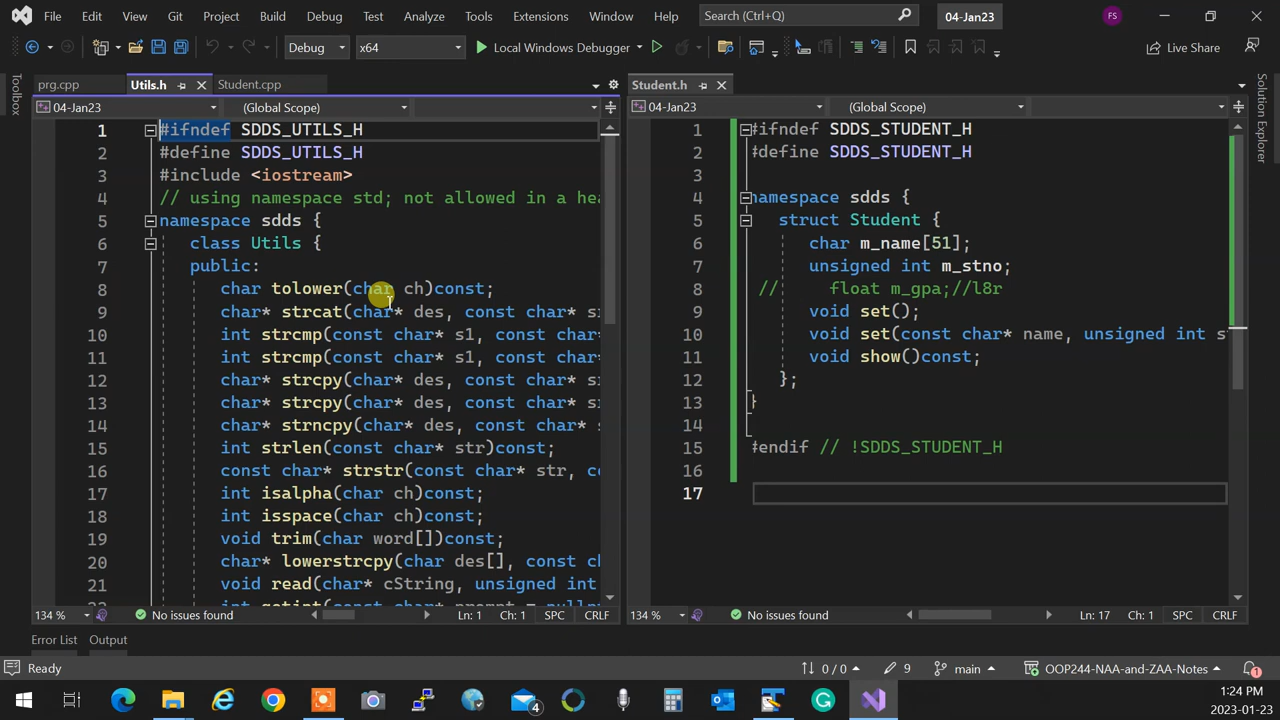 File Edit View Git Project Build Debug Test Analyze Tools Extensions Window Help Search (Ctrl+Q) 04-Jan23 FS
Debug x64 Local Windows Debugger Live Share
prg.cpp Utils.h Student.cpp
04-Jan23 (Global Scope)
1 #ifndef SDDS_UTILS_H
2 #define SDDS_UTILS_H
3 #include <iostream>
4 // using namespace std; not allowed in a hea
5 namespace sdds {
6 class Utils {
7 public:
8 char tolower(char ch)const;
9 char* strcat(char* des, const char*
10 int strcmp(const char* s1, const char*
11 int strcmp(const char* s1, const char*
12 char* strcpy(char* des, const char*
13 char* strcpy(char* des, const char*
14 char* strncpy(char* des, const char*
15 int strlen(const char* str)const;
16 const char* strstr(const char* str,
17 int isalpha(char ch)const;
18 int isspace(char ch)const;
19 void trim(char word[])const;
20 char* lowerstrcpy(char des[], const
21 void read(char* cString, unsigned int
134 % No issues found Ln: 1 Ch: 1 SPC CRLF
Student.h
04-Jan23 (Global Scope)
1 #ifndef SDDS_STUDENT_H
2 #define SDDS_STUDENT_H
3
4 namespace sdds {
5 struct Student {
6 char m_name[51];
7 unsigned int m_stno;
8 // float m_gpa;//l8r
9 void set();
10 void set(const char* name, unsigned int
11 void show()const;
12 };
13 }
14
15 #endif // !SDDS_STUDENT_H
16
17
134 % No issues found Ln: 17 Ch: 1 SPC CRLF
Toolbox
Solution Explorer
Error List Output
Ready 0 / 0 9 main OOP244-NAA-and-ZAA-Notes 1
4 1:24 PM
2023-01-23